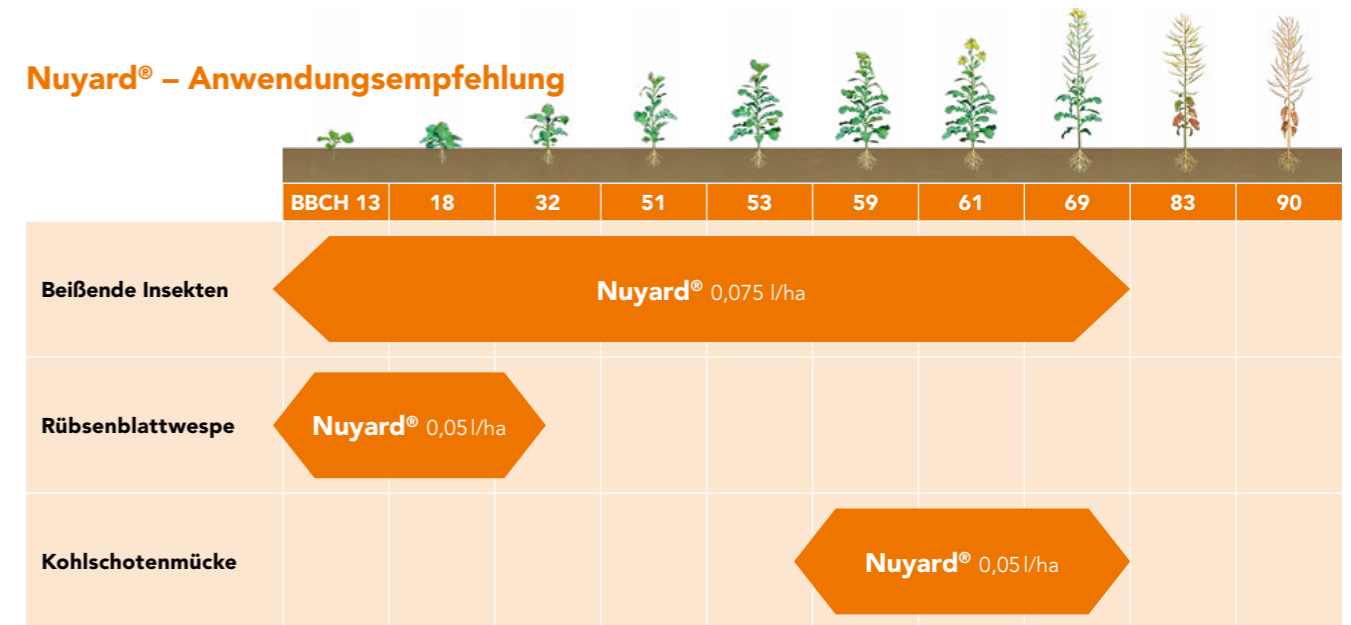 Nuyard® – Anwendungsempfehlung
BBCH 13 18 32 51 53 59 61 69 83 90
Beißende Insekten Nuyard® 0,075 l/ha
Rübsenblattwespe Nuyard® 0,05 l/ha
Kohlschotenmücke Nuyard® 0,05 l/ha